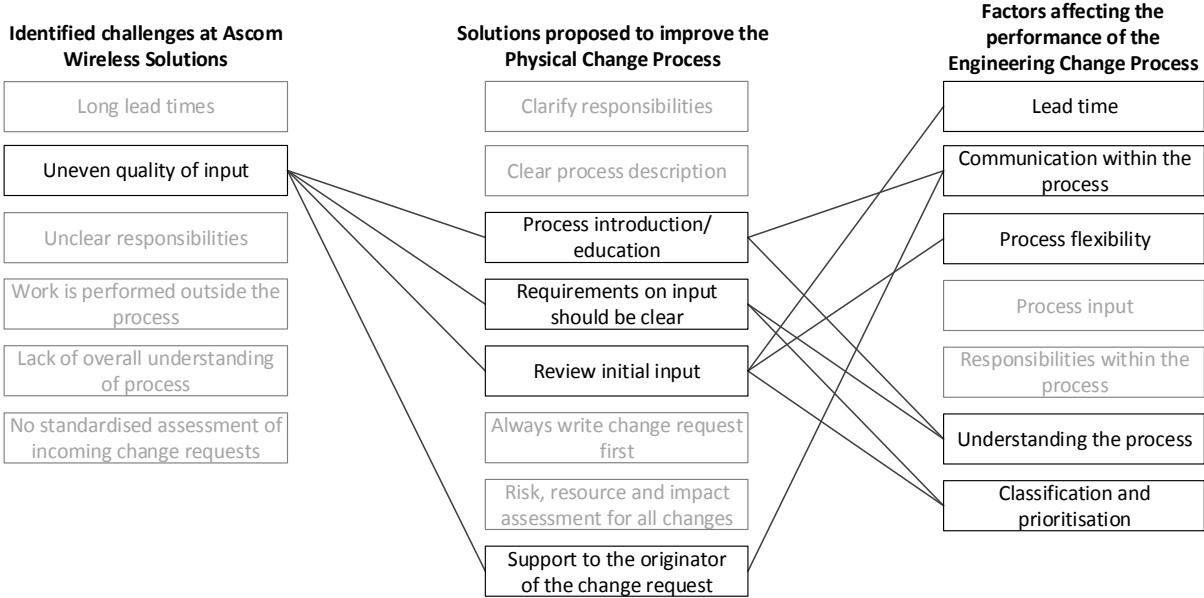 Identified challenges at Ascom
Wireless Solutions
Long lead times
Uneven quality of input
Unclear responsibilities
Work is performed outside the
process
Lack of overall understanding
of process
No standardised assessment of
incoming change requests
Solutions proposed to improve the
Physical Change Process
Clarify responsibilities
Clear process description
Process introduction/
education
Requirements on input
should be clear
Review initial input
Always write change request
first
Risk, resource and impact
assessment for all changes
Support to the originator
of the change request
Factors affecting the
performance of the
Engineering Change Process
Lead time
Communication within the
process
Process flexibility
Process input
Responsibilities within the
process
Understanding the process
Classification and
prioritisation